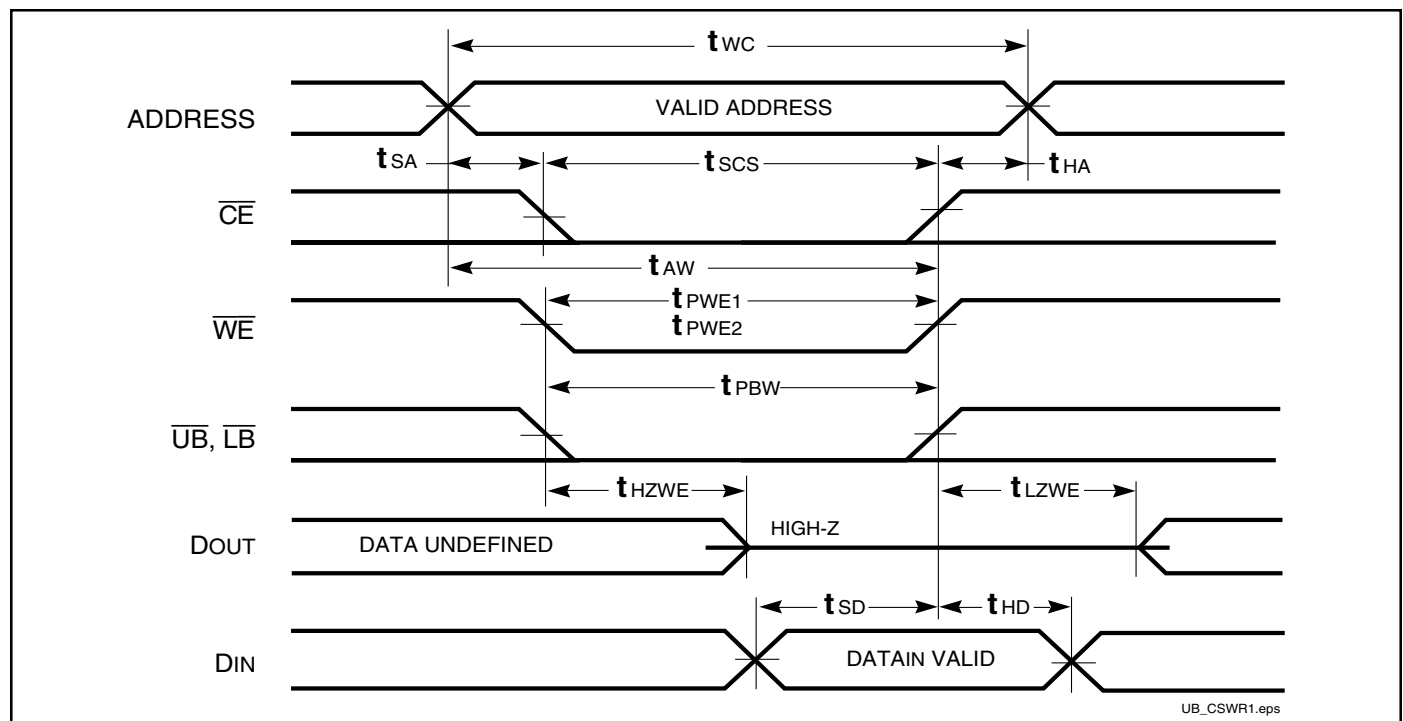 tWC
ADDRESS
VALID ADDRESS
tSA
tSCS
tHA
CE
tAW
tPWE1
WE
tPWE2
tPBW
UB, LB
tHZWE
tLZWE
DOUT
DATA UNDEFINED
HIGH-Z
tSD
tHD
DIN
DATAIN VALID
UB_CSWR1.eps